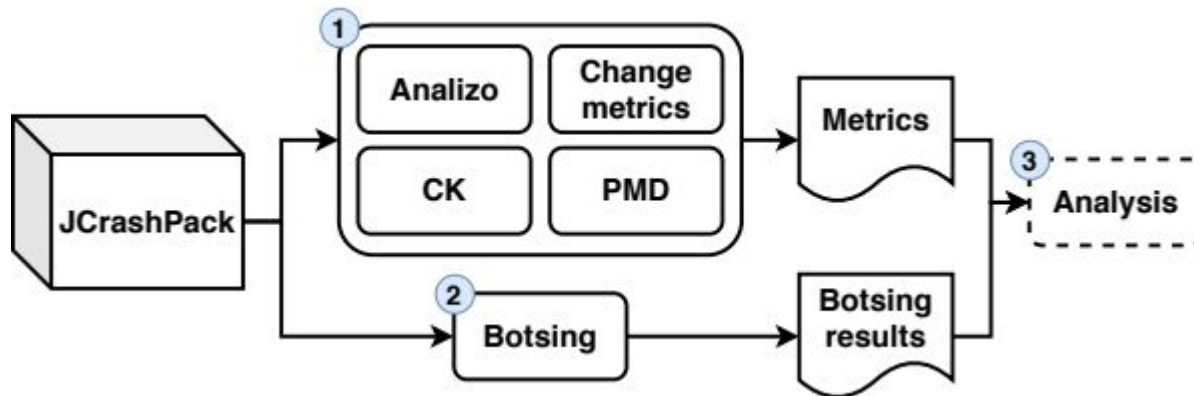 1
Analizo
Change
metrics
CK
PMD
JCrashPack
2
Botsing
Metrics
Botsing
results
3
Analysis